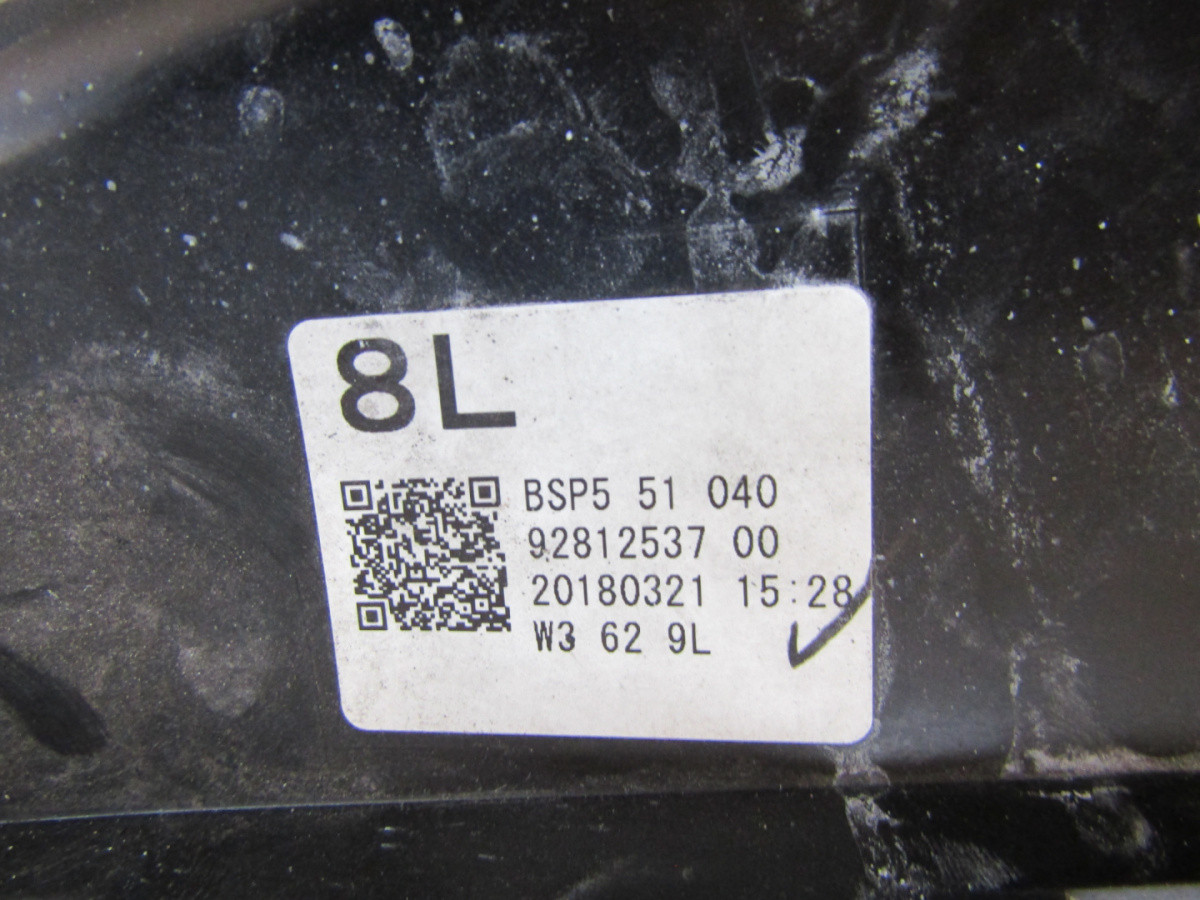 8L
BSP5 51 040
92812537 00
20180321 15:28
W3 62 9L